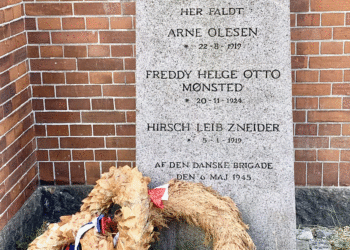 HER FALDT
ARNE OLESEN
* 22-8-1919
FREDDY HELGE OTTO
MØNSTED
* 20-11-1924
HIRSCH LEIB ZNEIDER
* 5-1-1919
AF DEN DANSKE BRIGADE
DEN 6 MAJ 1945